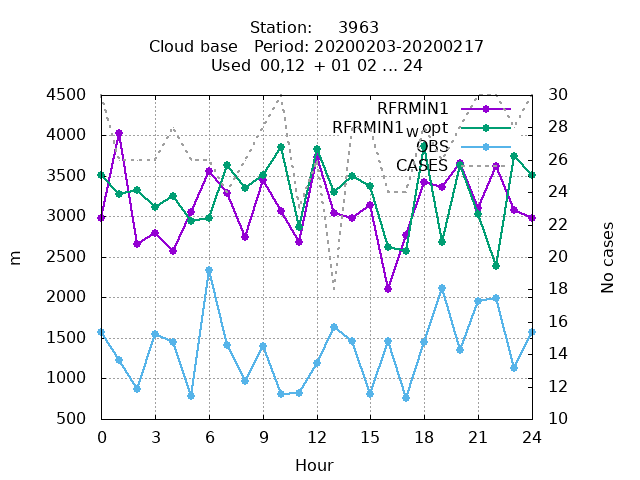 Station: 3963
Cloud base Period: 20200203-20200217
Used 00,12 + 01 02 ... 24
4500 30
4000 28
3500 26
3000 24
2500 22
2000 20
1500 18
1000 16
500 14
12
10
RFRMIN1
RFRMIN1_w opt
OBS
CASES
m
No cases
0 3 6 9 12 15 18 21 24
Hour